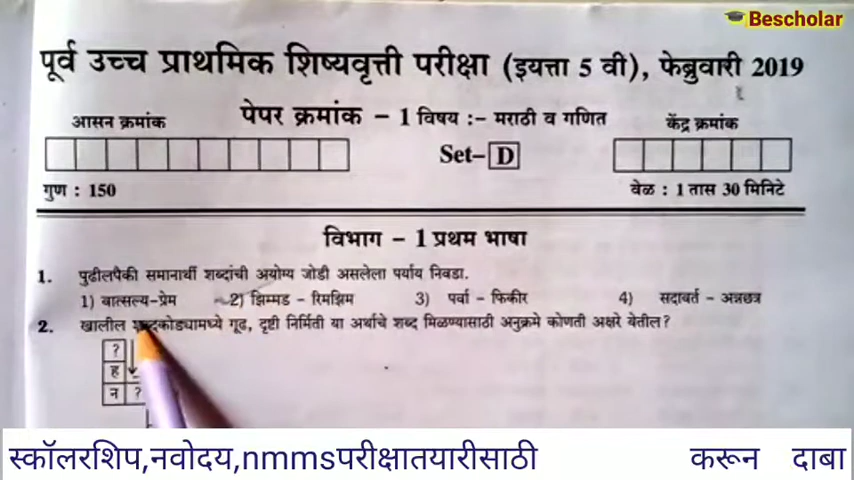 Bescholar
पूर्व उच्च प्राथमिक शिष्यवृत्ती परीक्षा (इयत्ता 5 वी), फेब्रुवारी 2019
आसन क्रमांक पेपर क्रमांक - 1 विषय :- मराठी व गणित केंद्र क्रमांक
Set-D
गुण : 150 वेळ : 1 तास 30 मिनिटे
विभाग - 1 प्रथम भाषा
1. पुढीलपैकी समानार्थी शब्दांची अयोग्य जोडी असलेला पर्याय निवडा.
1) वात्सल्य-प्रेम 2) झिम्मड - रिमझिम 3) पर्वा - फिकीर 4) सदावर्त - अन्नछत्र
2. खालील शब्दकोड्यामध्ये गूढ, दृष्टी निर्मिती या अर्थाचे शब्द मिळण्यासाठी अनुक्रमे कोणती अक्षरे येतील?
?
ह
न ?
स्कॉलरशिप,नवोदय,nmmsपरीक्षातयारीसाठी करून दाबा